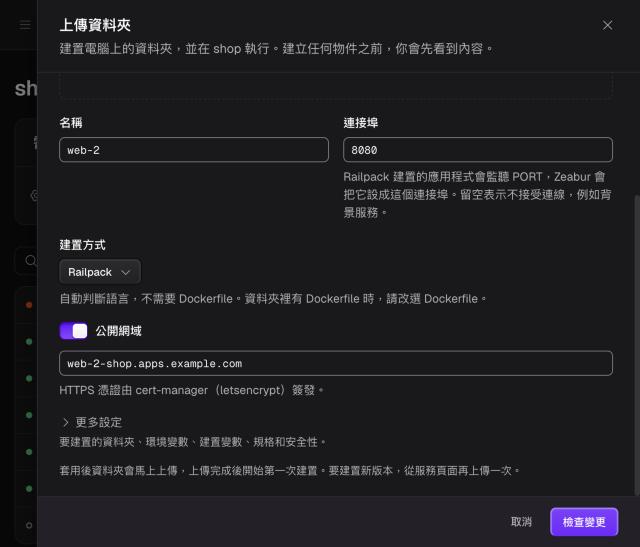 上傳資料夾
建置電腦上的資料夾，並在 shop 執行。建立任何物件之前，你會先看到內容。
sh
名稱
連接埠
web-2
8080
Railpack 建置的應用程式會監聽 PORT，Zeabur 會
把它設成這個連接埠。留空表示不接受連線，例如背
景服務。
建置方式
Railpack
自動判斷語言，不需要 Dockerfile。資料夾裡有 Dockerfile 時，請改選 Dockerfile。
公開網域
web-2-shop.apps.example.com
HTTPS 憑證由 cert-manager（letsencrypt）簽發。
更多設定
要建置的資料夾、環境變數、建置變數、規格和安全性。
套用後資料夾會馬上上傳，上傳完成後開始第一次建置。要建置新版本，從服務頁面再上傳一次。
取消
檢查變更